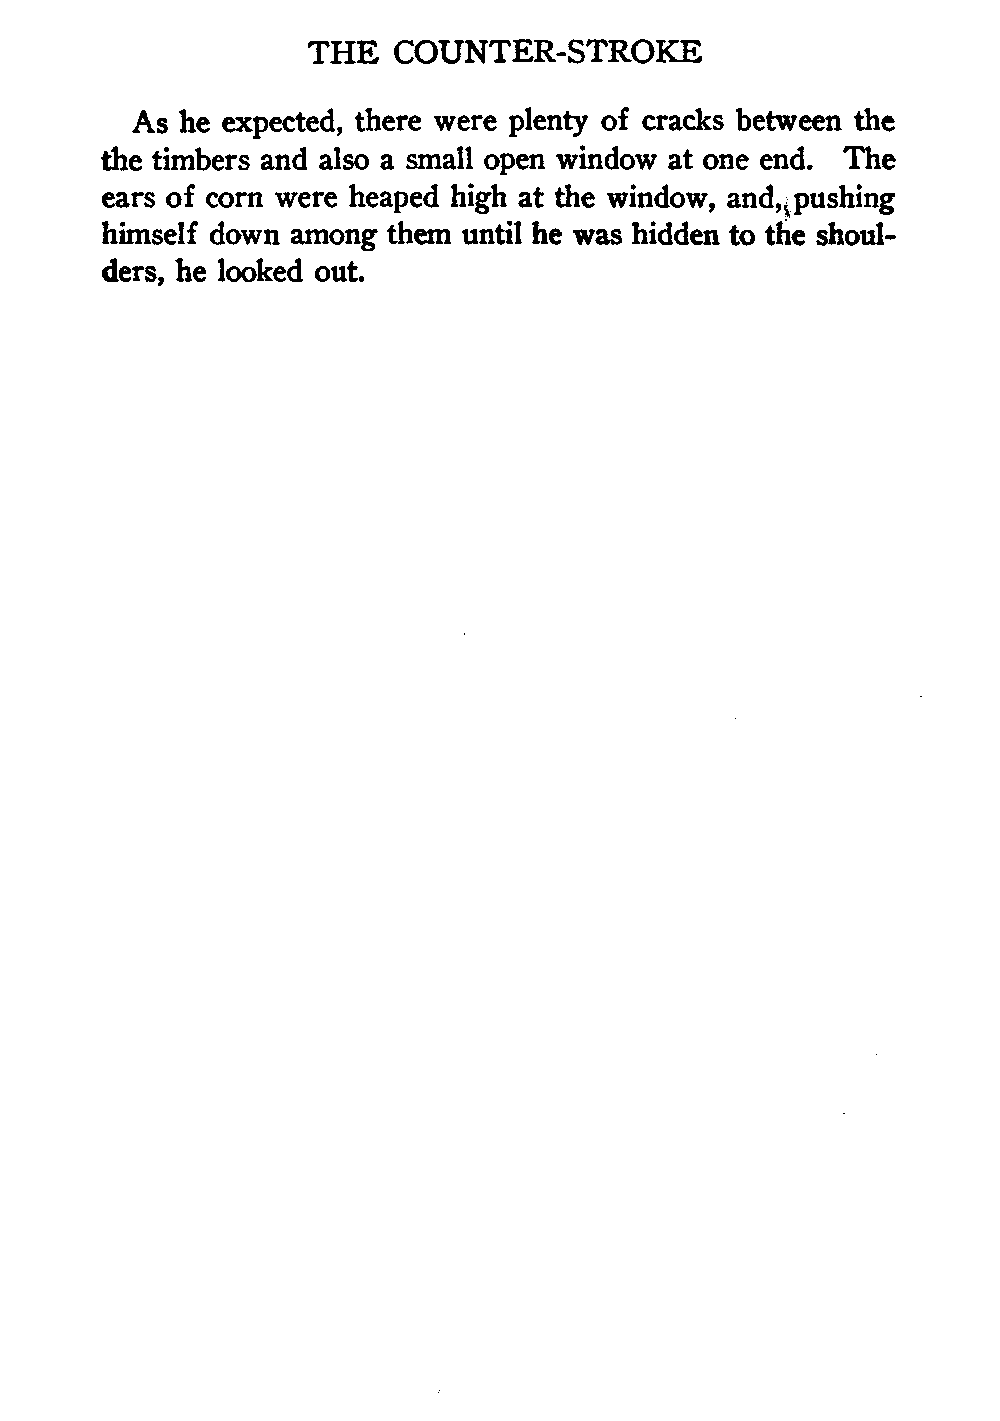 THE COUNTER-STROKE
As he expected, there were plenty of cracks between the
the timbers and also a small open window at one end. The
ears of corn were heaped high at the window, and, pushing
himself down among them until he was hidden to the shoul-
ders, he looked out.